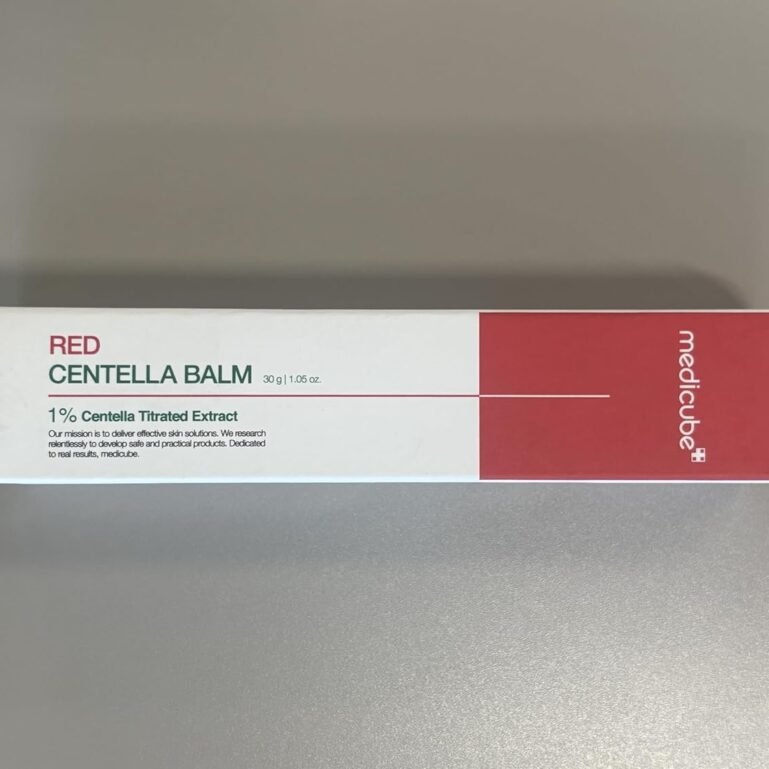 RED
CENTELLA BALM 30 g | 1.05 oz.
1% Centella Titrated Extract
Our mission is to deliver effective skin solutions. We research
relentlessly to develop safe and practical products. Dedicated
to real results, medicube.
medicube